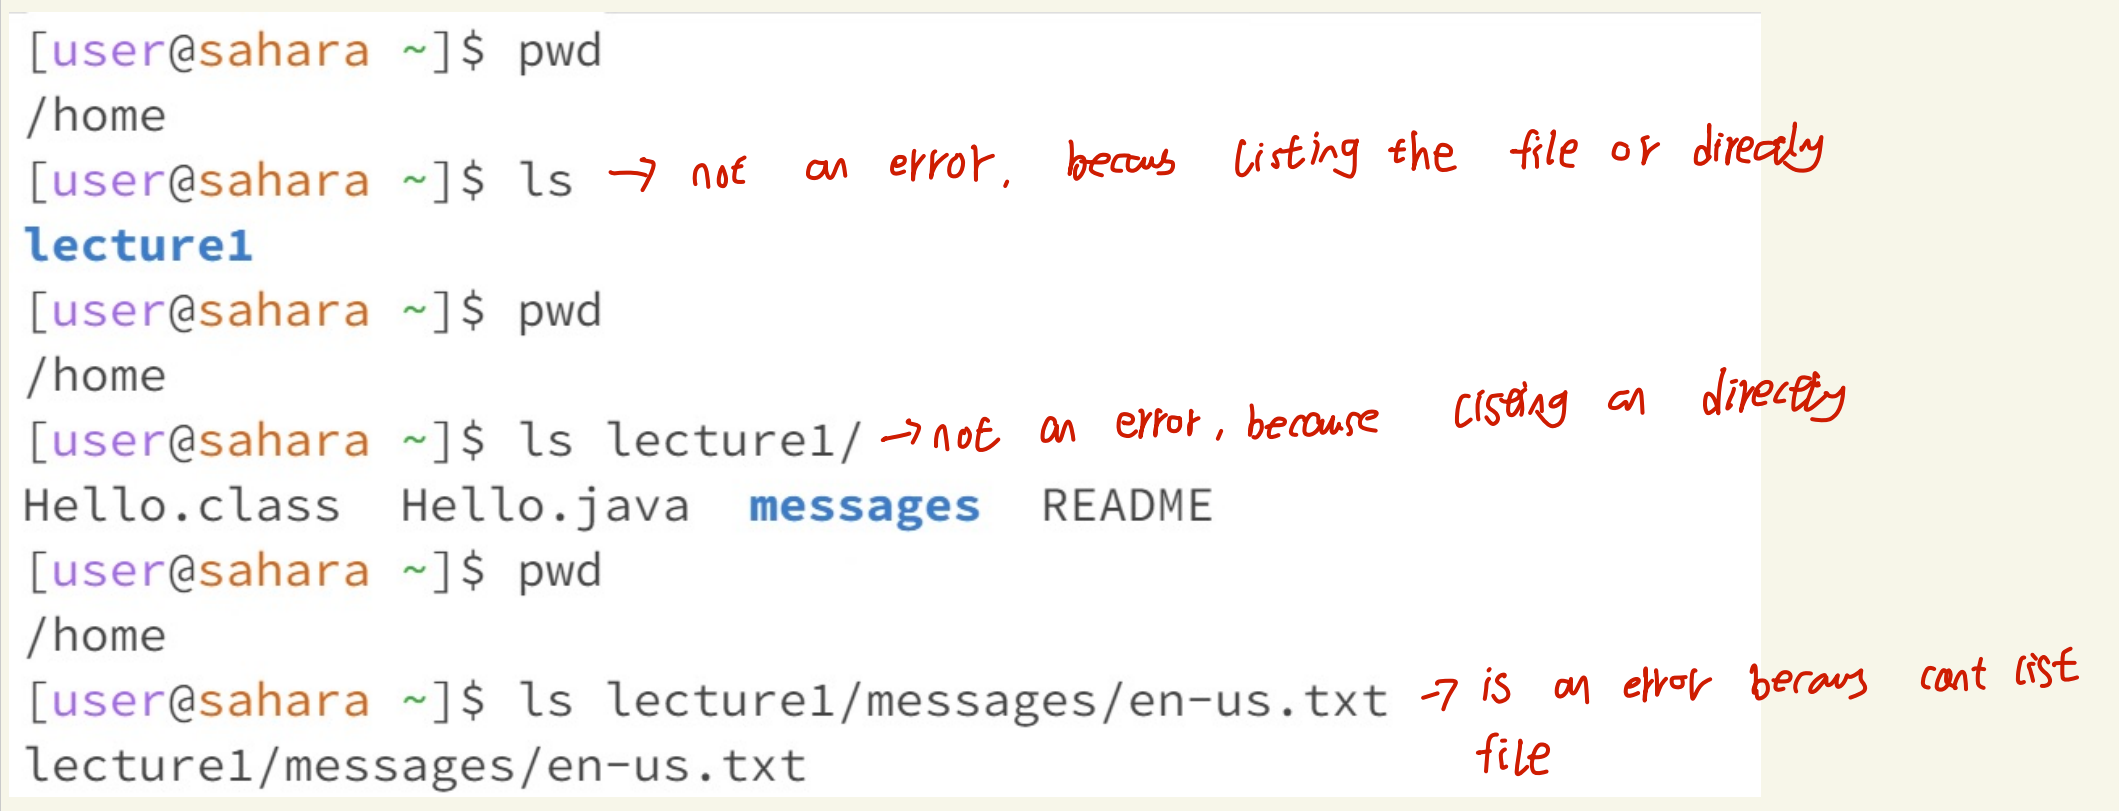 [user@sahara ~]$ pwd
/home
[user@sahara ~]$ ls → not an error, becaus listing the file or directly
lecture1
[user@sahara ~]$ pwd
/home
[user@sahara ~]$ ls lecture1/ → not an error, because listing an directly
Hello.class Hello.java messages README
[user@sahara ~]$ pwd
/home
[user@sahara ~]$ ls lecture1/messages/en-us.txt → is an error becaus cant list
file
lecture1/messages/en-us.txt